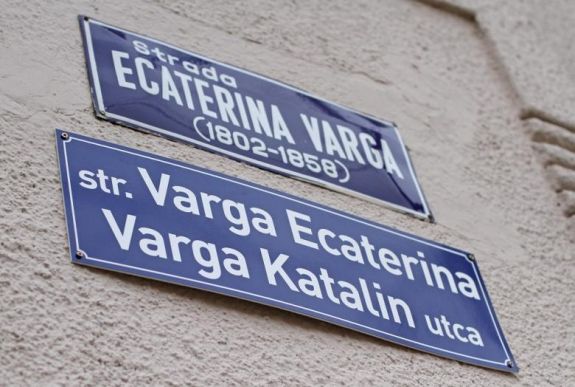 Strada
ECATERINA VARGA
(1802-1858)
str. Varga Ecaterina
Varga Katalin utca